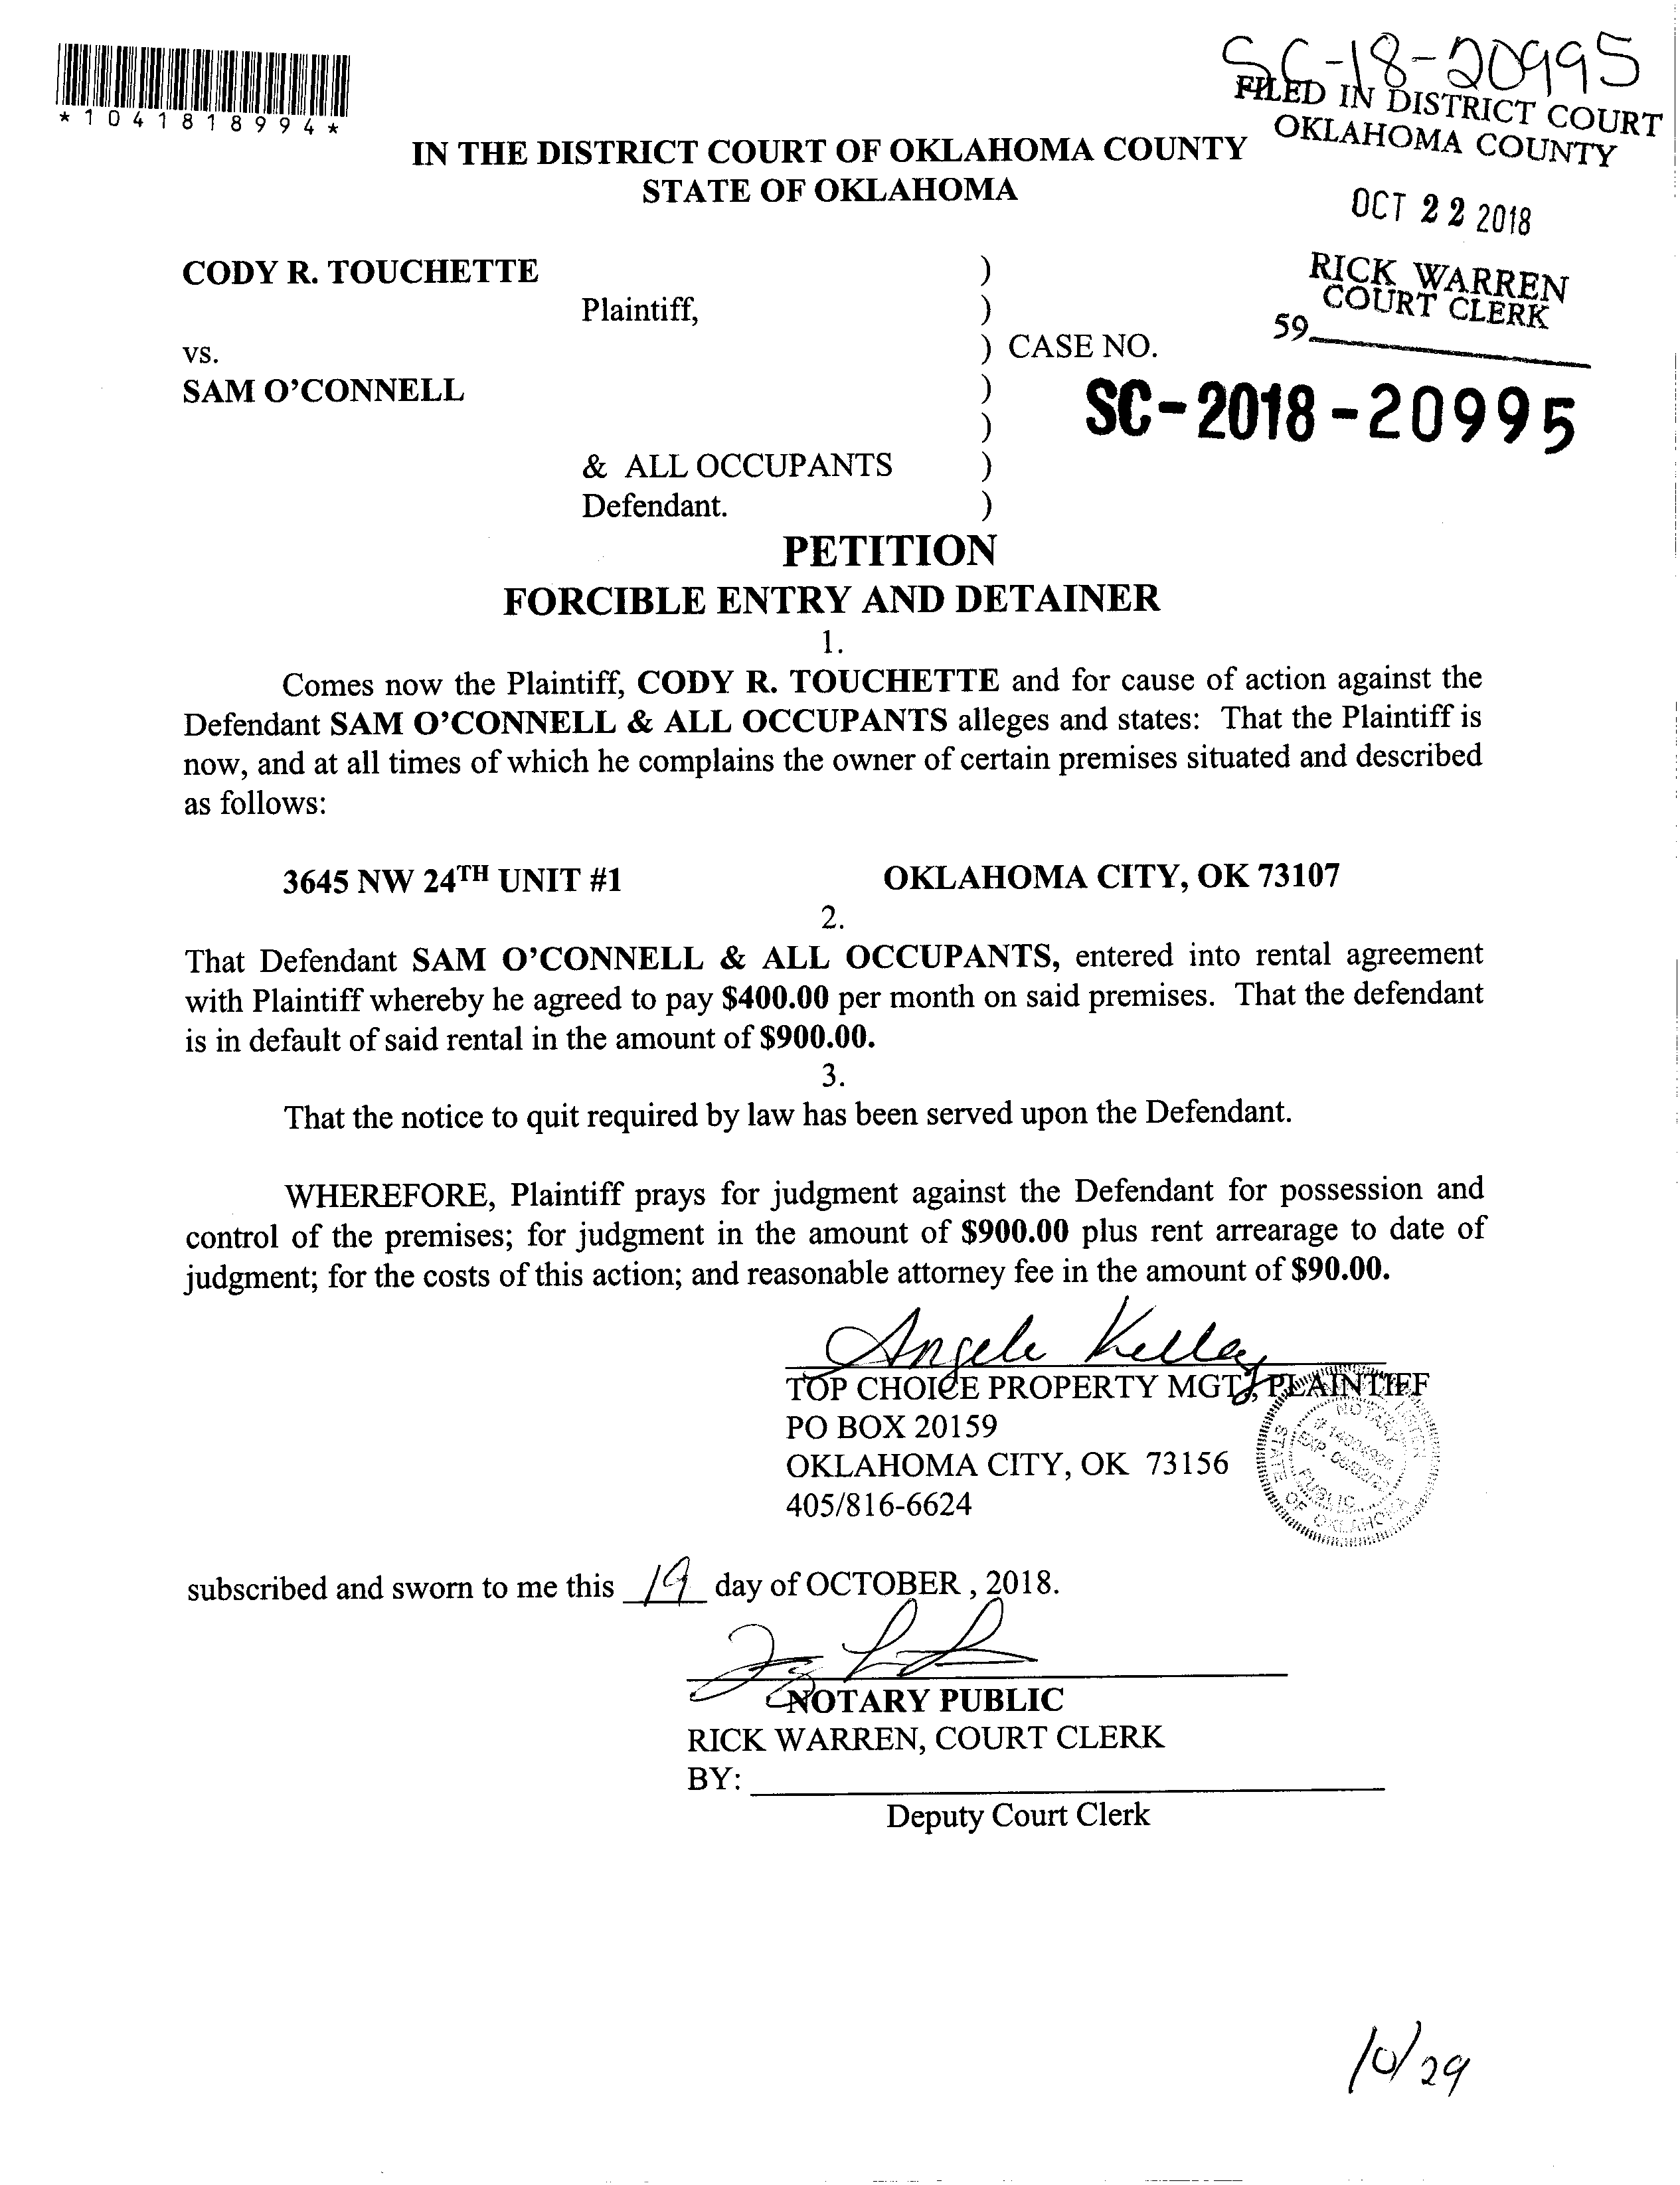 SC-18-20995
FILED IN DISTRICT COURT
OKLAHOMA COUNTY
*1041818994*
IN THE DISTRICT COURT OF OKLAHOMA COUNTY
STATE OF OKLAHOMA
OCT 22 2018
RICK WARREN
COURT CLERK
59
CODY R. TOUCHETTE )
Plaintiff, )
vs. ) CASE NO.
SAM O'CONNELL )
SC-2018-20995
)
& ALL OCCUPANTS )
Defendant. )
PETITION
FORCIBLE ENTRY AND DETAINER
1.
Comes now the Plaintiff, CODY R. TOUCHETTE and for cause of action against the
Defendant SAM O'CONNELL & ALL OCCUPANTS alleges and states: That the Plaintiff is
now, and at all times of which he complains the owner of certain premises situated and described
as follows:
3645 NW 24TH UNIT #1 OKLAHOMA CITY, OK 73107
2.
That Defendant SAM O'CONNELL & ALL OCCUPANTS, entered into rental agreement
with Plaintiff whereby he agreed to pay $400.00 per month on said premises. That the defendant
is in default of said rental in the amount of $900.00.
3.
That the notice to quit required by law has been served upon the Defendant.
WHEREFORE, Plaintiff prays for judgment against the Defendant for possession and
control of the premises; for judgment in the amount of $900.00 plus rent arrearage to date of
judgment; for the costs of this action; and reasonable attorney fee in the amount of $90.00.
Angela Kelley
TOP CHOICE PROPERTY MGT, PLAINTIFF
PO BOX 20159
OKLAHOMA CITY, OK 73156
405/816-6624
NOTARY
PUBLIC
STATE OF OKLAHOMA
subscribed and sworn to me this 19 day of OCTOBER , 2018.
NOTARY PUBLIC
RICK WARREN, COURT CLERK
BY:
Deputy Court Clerk
10/29